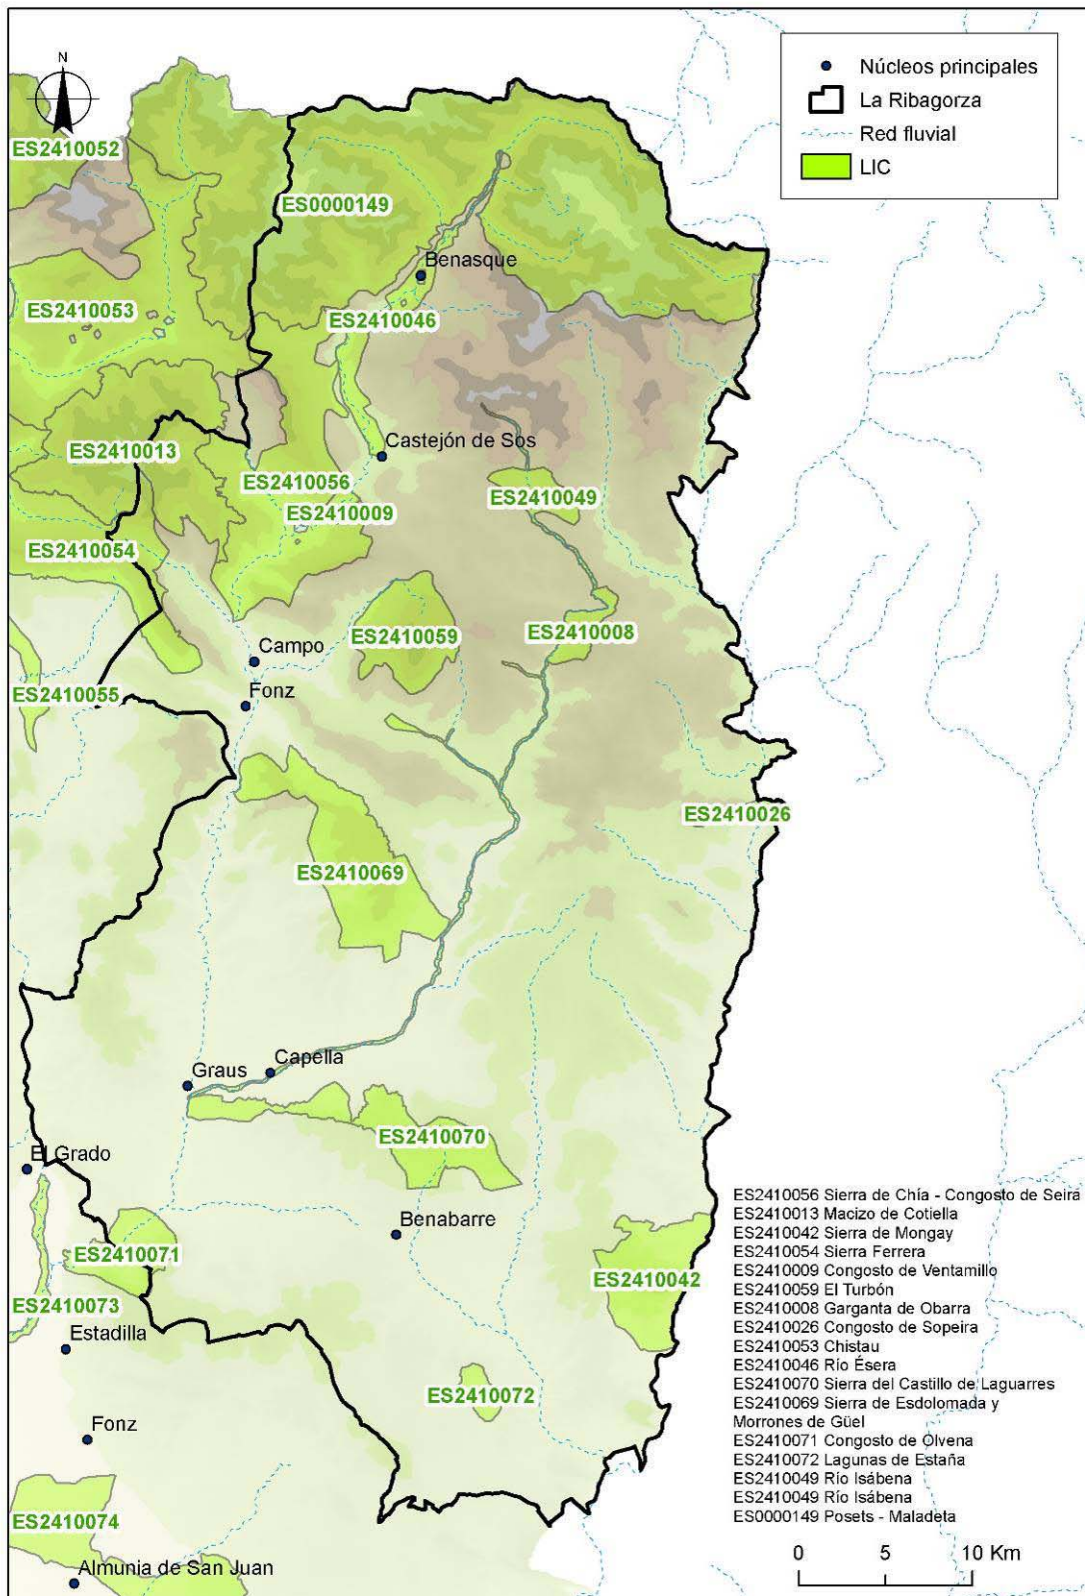 N
Núcleos principales
La Ribagorza
Red fluvial
LIC
ES2410052
ES0000149
Benasque
ES2410053
ES2410046
Castejón de Sos
ES2410013
ES2410056
ES2410049
ES2410009
ES2410054
ES2410059
ES2410008
Campo
ES2410055
Fonz
ES2410026
ES2410069
Capella
Graus
ES2410070
El Grado
Benabarre
ES2410071
ES2410042
ES2410073
Estadilla
ES2410072
Fonz
ES2410074
Almunia de San Juan
ES2410056 Sierra de Chía - Congosto de Seira
ES2410013 Macizo de Cotiella
ES2410042 Sierra de Mongay
ES2410054 Sierra Ferrera
ES2410009 Congosto de Ventamillo
ES2410059 El Turbón
ES2410008 Garganta de Obarra
ES2410026 Congosto de Sopeira
ES2410053 Chistau
ES2410046 Río Ésera
ES2410070 Sierra del Castillo de Laguarres
ES2410069 Sierra de Esdolomada y
Morrones de Güel
ES2410071 Congosto de Olvena
ES2410072 Lagunas de Estaña
ES2410049 Río Isábena
ES2410049 Río Isábena
ES0000149 Posets - Maladeta
0 5 10 Km